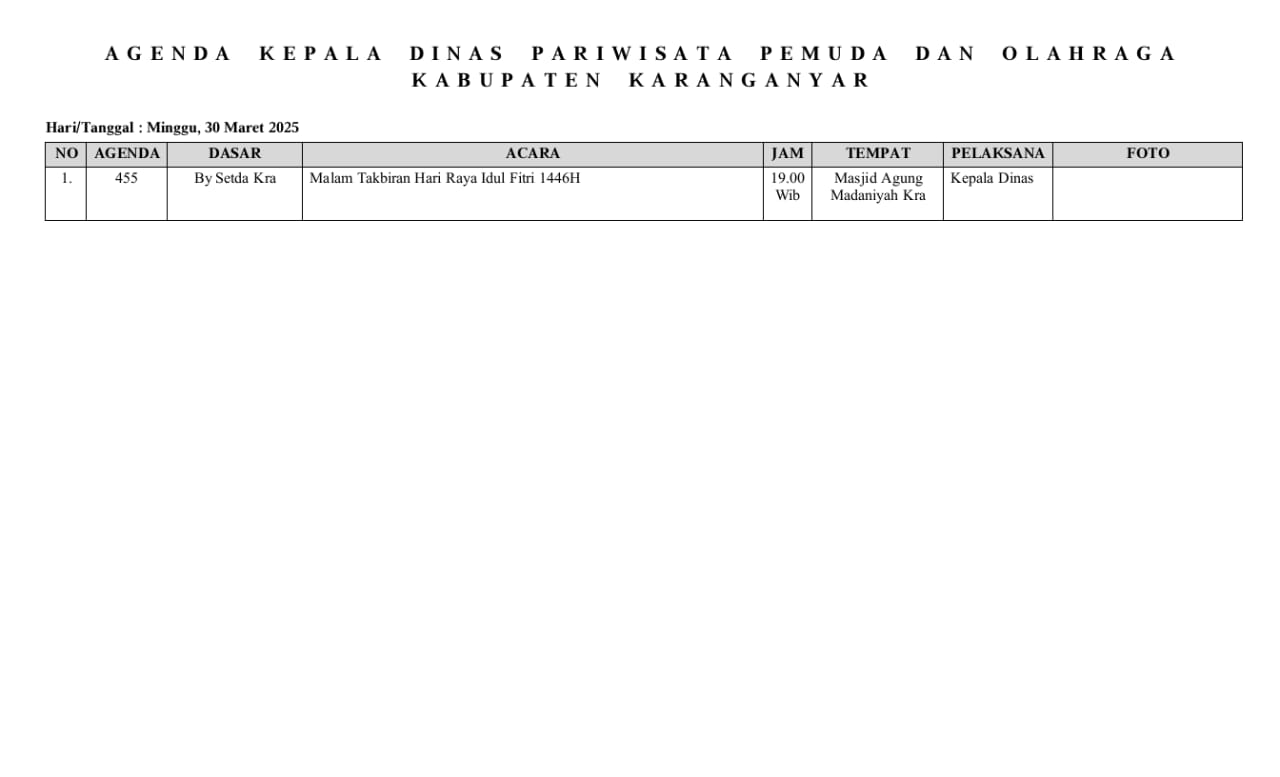 AGENDA KEPALA DINAS PARIWISATA PEMUDA DAN OLAHRAGA
KABUPATEN KARANGANYAR
Hari/Tanggal : Minggu, 30 Maret 2025
NO AGENDA DASAR ACARA JAM TEMPAT PELAKSANA FOTO
1. 455 By Setda Kra Malam Takbiran Hari Raya Idul Fitri 1446H 19.00 Masjid Agung Kepala Dinas
Wib Madaniyah Kra